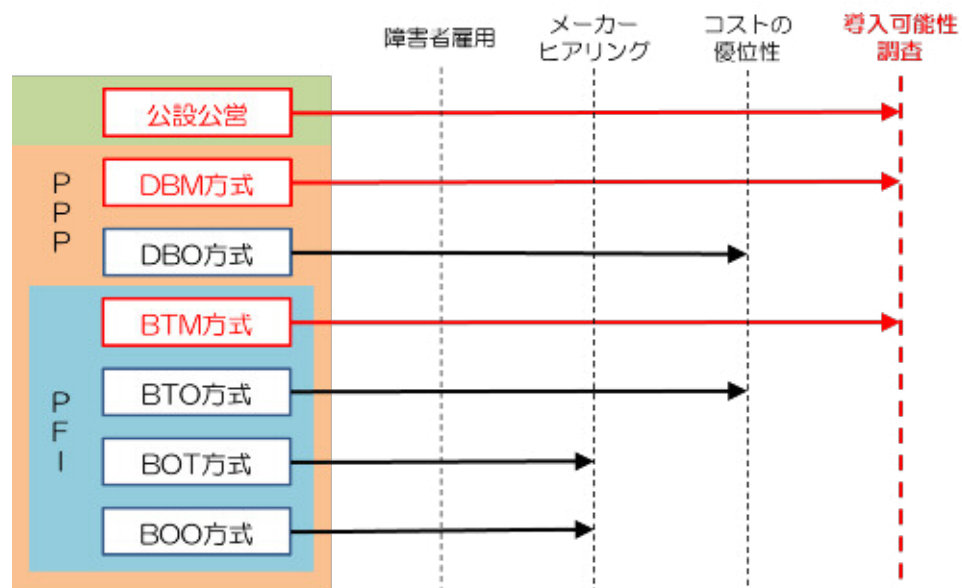 障害者雇用
メーカー
ヒアリング
コストの
優位性
導入可能性
調査
公設公営
PPP
DBM方式
DBO方式
PFI
BTM方式
BTO方式
BOT方式
BOO方式